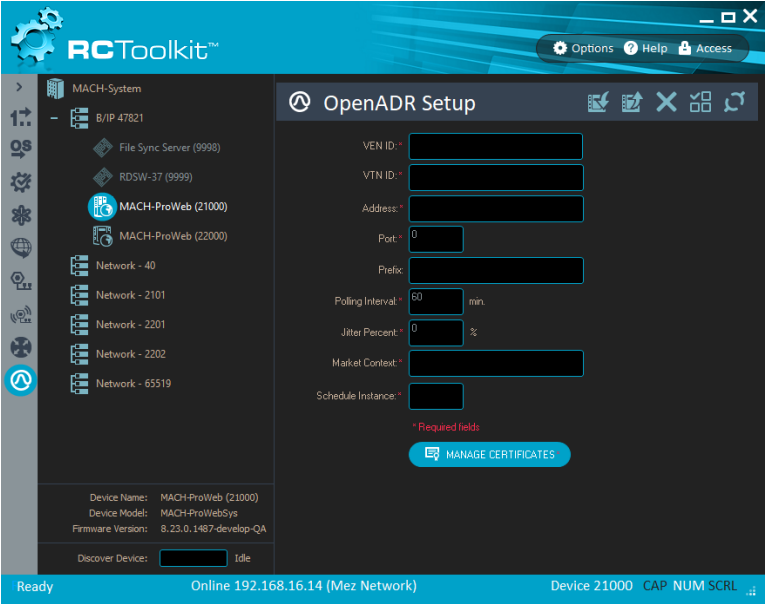 RCToolkit™
Options Help Access
MACH-System
B/IP 47821
File Sync Server (9998)
RDSW-37 (9999)
MACH-ProWeb (21000)
MACH-ProWeb (22000)
Network - 40
Network - 2101
Network - 2201
Network - 2202
Network - 65519
Device Name: MACH-ProWeb (21000)
Device Model: MACH-ProWebSys
Firmware Version: 8.23.0.1487-develop-QA
Discover Device: Idle
OpenADR Setup
VEN ID:*
VTN ID:*
Address:*
Port:* 0
Prefix:
Polling Interval:* 60 min.
Jitter Percent:* 0 %
Market Context:*
Schedule Instance:*
* Required fields
MANAGE CERTIFICATES
Ready Online 192.168.16.14 (Mez Network) Device 21000 CAP NUM SCRL